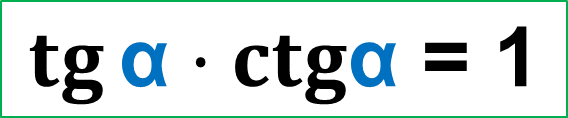 tg α · ctgα = 1